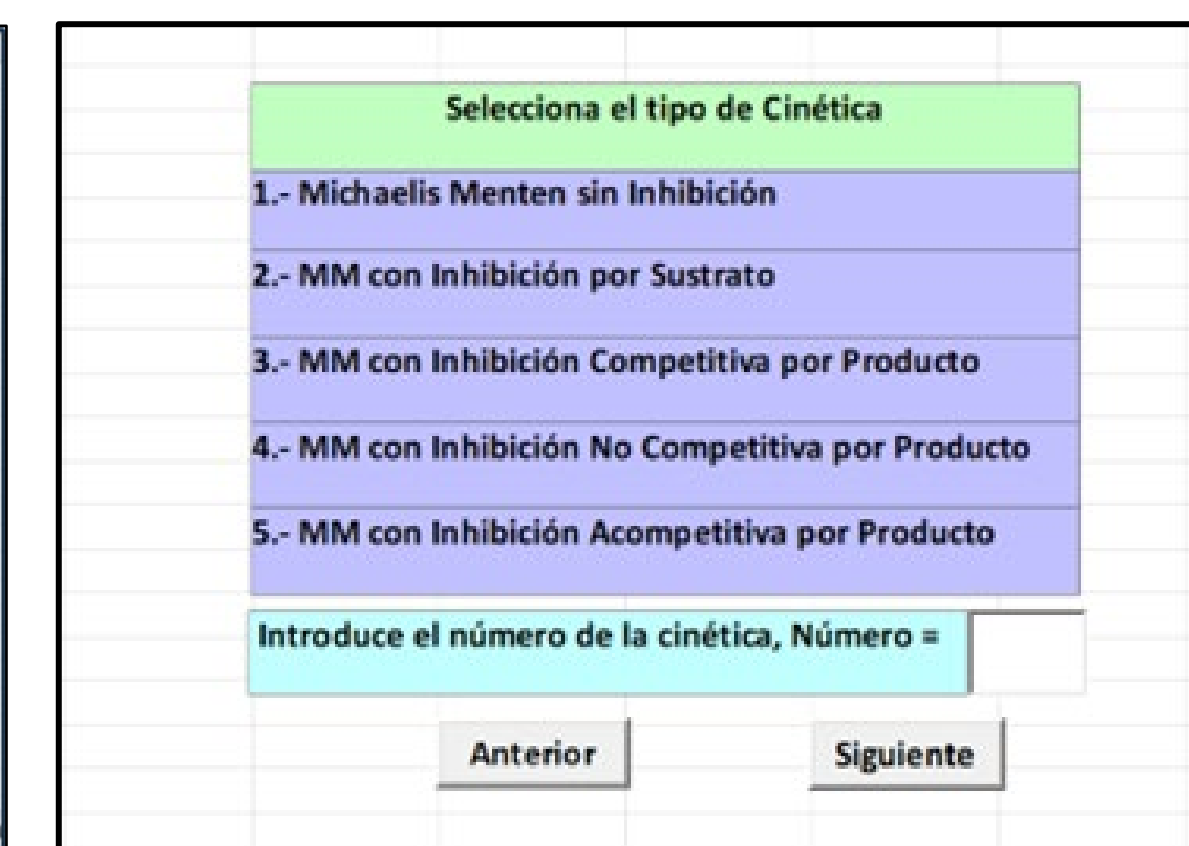 Selecciona el tipo de Cinética
1.- Michaelis Menten sin Inhibición
2.- MM con Inhibición por Sustrato
3.- MM con Inhibición Competitiva por Producto
4.- MM con Inhibición No Competitiva por Producto
5.- MM con Inhibición Acompetitiva por Producto
Introduce el número de la cinética, Número =
Anterior Siguiente